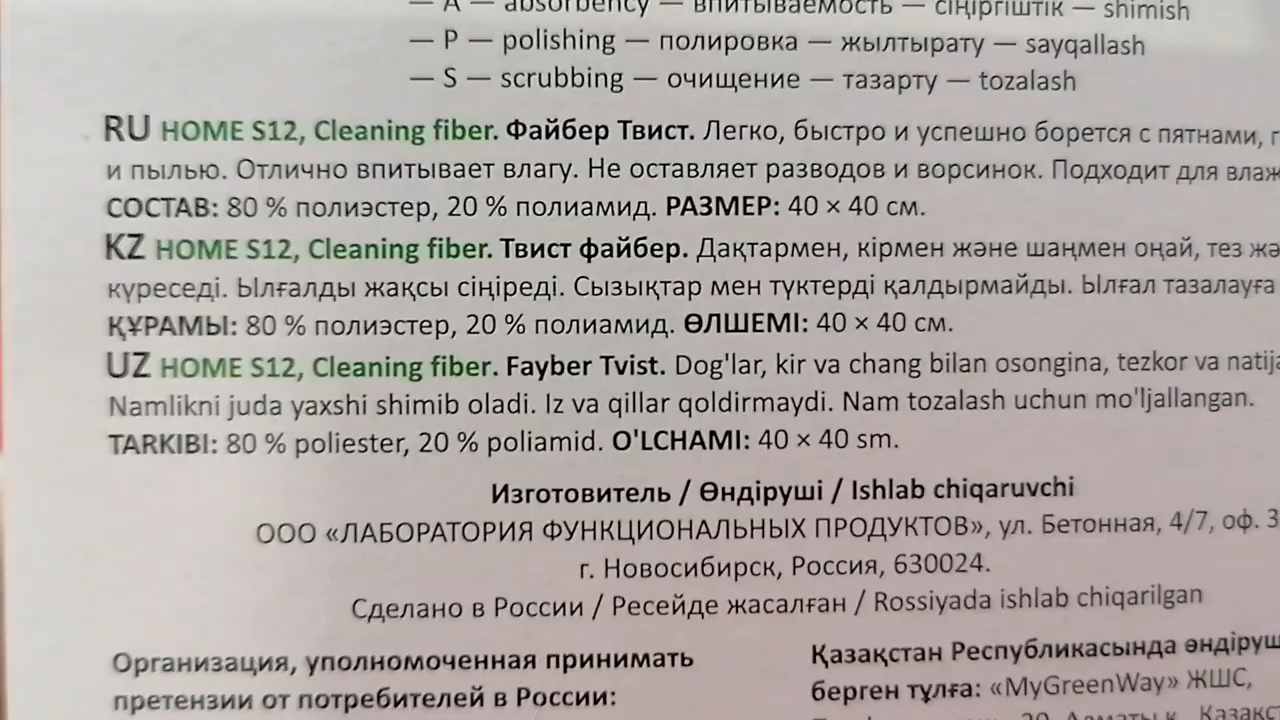 — A — absorbency — впитываемость — сіңіргіштік — shimish
— P — polishing — полировка — жылтырату — sayqallash
— S — scrubbing — очищение — тазарту — tozalash
RU HOME S12, Cleaning fiber. Файбер Твист. Легко, быстро и успешно борется с пятнами,
и пылью. Отлично впитывает влагу. Не оставляет разводов и ворсинок. Подходит для влаж
СОСТАВ: 80 % полиэстер, 20 % полиамид. РАЗМЕР: 40 × 40 см.
KZ HOME S12, Cleaning fiber. Твист файбер. Дақтармен, кірмен және шаңмен оңай, тез жә
күреседі. Ылғалды жақсы сіңіреді. Сызықтар мен түктерді қалдырмайды. Ылғал тазалауға
ҚҰРАМЫ: 80 % полиэстер, 20 % полиамид. ӨЛШЕМІ: 40 × 40 см.
UZ HOME S12, Cleaning fiber. Fayber Tvist. Dog'lar, kir va chang bilan osongina, tezkor va natija
Namlikni juda yaxshi shimib oladi. Iz va qillar qoldirmaydi. Nam tozalash uchun mo'ljallangan.
TARKIBI: 80 % poliester, 20 % poliamid. O'LCHAMI: 40 × 40 sm.
Изготовитель / Өндіруші / Ishlab chiqaruvchi
ООО «ЛАБОРАТОРИЯ ФУНКЦИОНАЛЬНЫХ ПРОДУКТОВ», ул. Бетонная, 4/7, оф. 3
г. Новосибирск, Россия, 630024.
Сделано в России / Ресейде жасалған / Rossiyada ishlab chiqarilgan
Организация, уполномоченная принимать
претензии от потребителей в России:
Қазақстан Республикасында өндіруш
берген тұлға: «MyGreenWay» ЖШС,